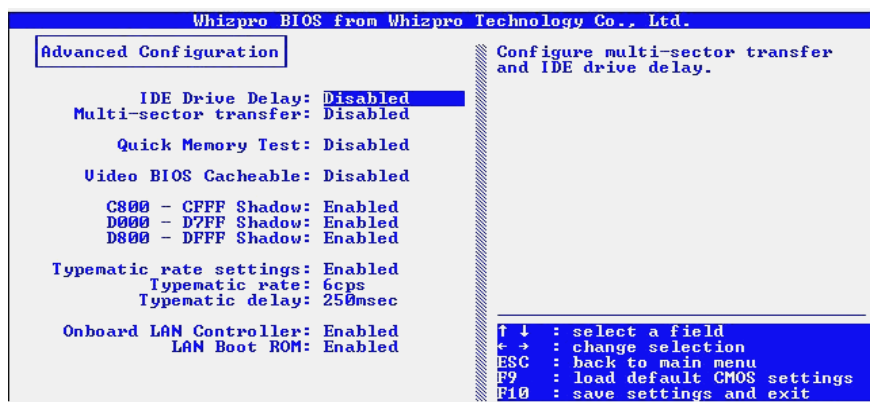 Whizpro BIOS from Whizpro Technology Co., Ltd.
Advanced Configuration
IDE Drive Delay: Disabled
Multi-sector transfer: Disabled
Quick Memory Test: Disabled
Video BIOS Cacheable: Disabled
C800 - CFFF Shadow: Enabled
D000 - D7FF Shadow: Enabled
D800 - DFFF Shadow: Enabled
Typematic rate settings: Enabled
Typematic rate: 6cps
Typematic delay: 250msec
Onboard LAN Controller: Enabled
LAN Boot ROM: Enabled
Configure multi-sector transfer
and IDE drive delay.
↑ ↓ : select a field
← → : change selection
ESC : back to main menu
F9 : load default CMOS settings
F10 : save settings and exit